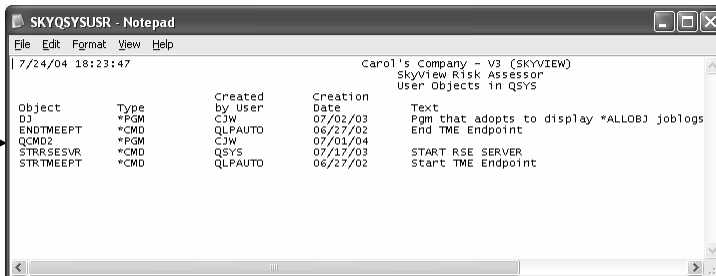 SKYQSYSUSR - Notepad
File Edit Format View Help
7/24/04 18:23:47 Carol's Company - V3 (SKYVIEW)
SkyView Risk Assessor
User Objects in QSYS
Created Creation
Object Type by User Date Text
DJ *PGM CJW 07/02/03 Pgm that adopts to display *ALLOBJ joblogs
ENDTMEEPT *CMD QLPAUTO 06/27/02 End TME Endpoint
QCMD2 *PGM CJW 07/01/04
STRRSESVR *CMD QSYS 07/17/03 START RSE SERVER
STRTMEEPT *CMD QLPAUTO 06/27/02 Start TME Endpoint